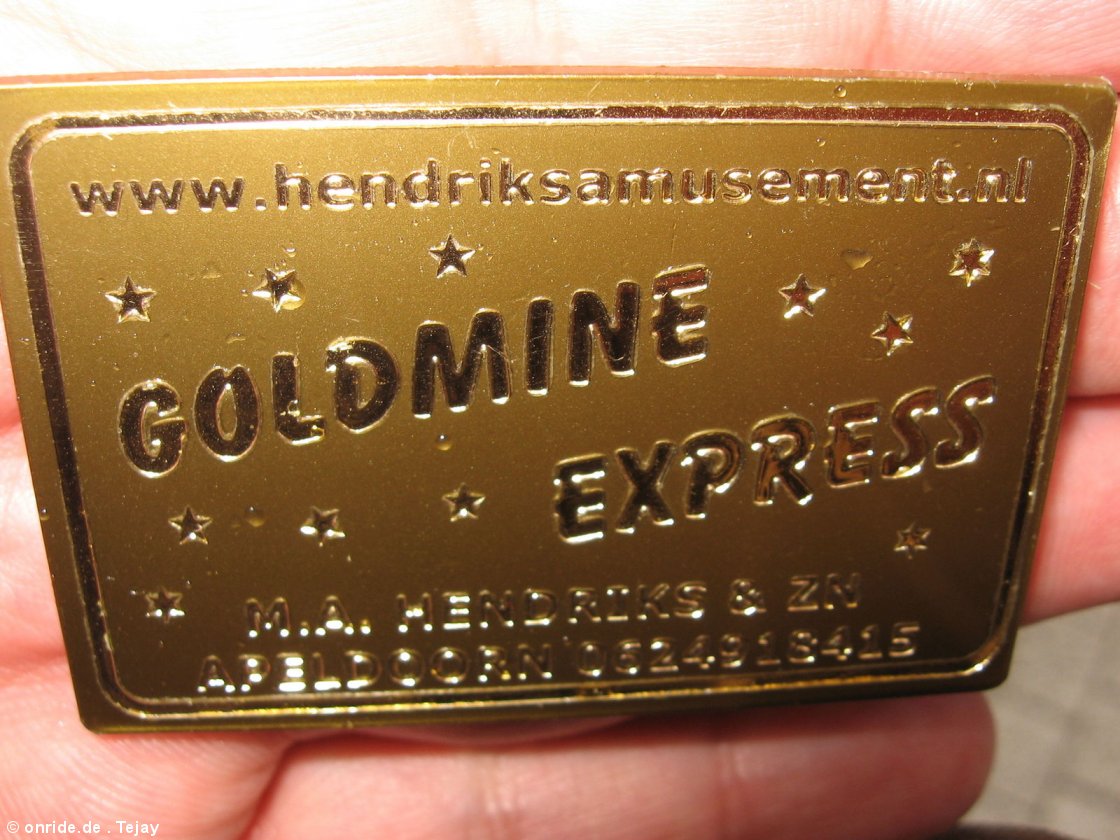 www.hendriksamusement.nl
GOLDMINE
EXPRESS
M.A. HENDRIKS & ZN
APELDOORN 0624918415
© onride.de . Tejay